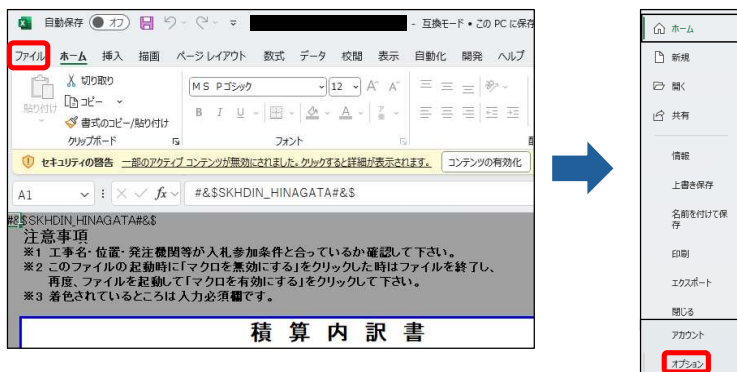 自動保存 オフ - 互換モード • この PC に保存
ファイル ホーム 挿入 描画 ページ レイアウト 数式 データ 校閲 表示 自動化 開発 ヘルプ
貼り付け
切り取り
コピー
書式のコピー/貼り付け
クリップボード
ＭＳ Ｐゴシック 12 A^ A
B I U A
フォント
セキュリティの警告 一部のアクティブ コンテンツが無効にされました。クリックすると詳細が表示されます。 コンテンツの有効化
A1 fx #&$SKHDIN_HINAGATA#&$
#&$SKHDIN_HINAGATA#&$
注意事項
※1 工事名・位置・発注機関等が入札参加条件と合っているか確認して下さい。
※2 このファイルの起動時に「マクロを無効にする」をクリックした時はファイルを終了し、
再度、ファイルを起動して「マクロを有効にする」をクリックして下さい。
※3 着色されているところは入力必須欄です。
積 算 内 訳 書
ホーム
新規
開く
共有
情報
上書き保存
名前を付けて保
存
印刷
エクスポート
閉じる
アカウント
オプション